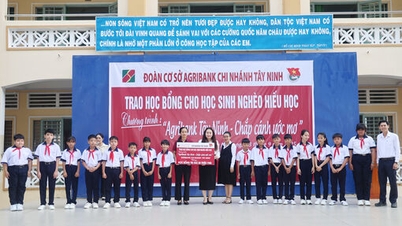 ...NON SÔNG VIỆT NAM CÓ TRỞ NÊN TƯƠI ĐẸP HAY KHÔNG, DÂN TỘC VIỆT NAM CÓ
BƯỚC TỚI ĐÀI VINH QUANG ĐỂ SÁNH VAI VỚI CÁC CƯỜNG QUỐC NĂM CHÂU ĐƯỢC HAY KHÔNG,
CHÍNH LÀ NHỜ MỘT PHẦN LỚN Ở CÔNG HỌC TẬP CỦA CÁC EM.
ĐOÀN CƠ SỞ AGRIBANK CHI NHÁNH TÂY NINH
TRAO HỌC BỔNG CHO HỌC SINH NGHÈO HIẾU HỌC
Chương trình: "Agribank Tây Ninh - Chắp cánh ước mơ"